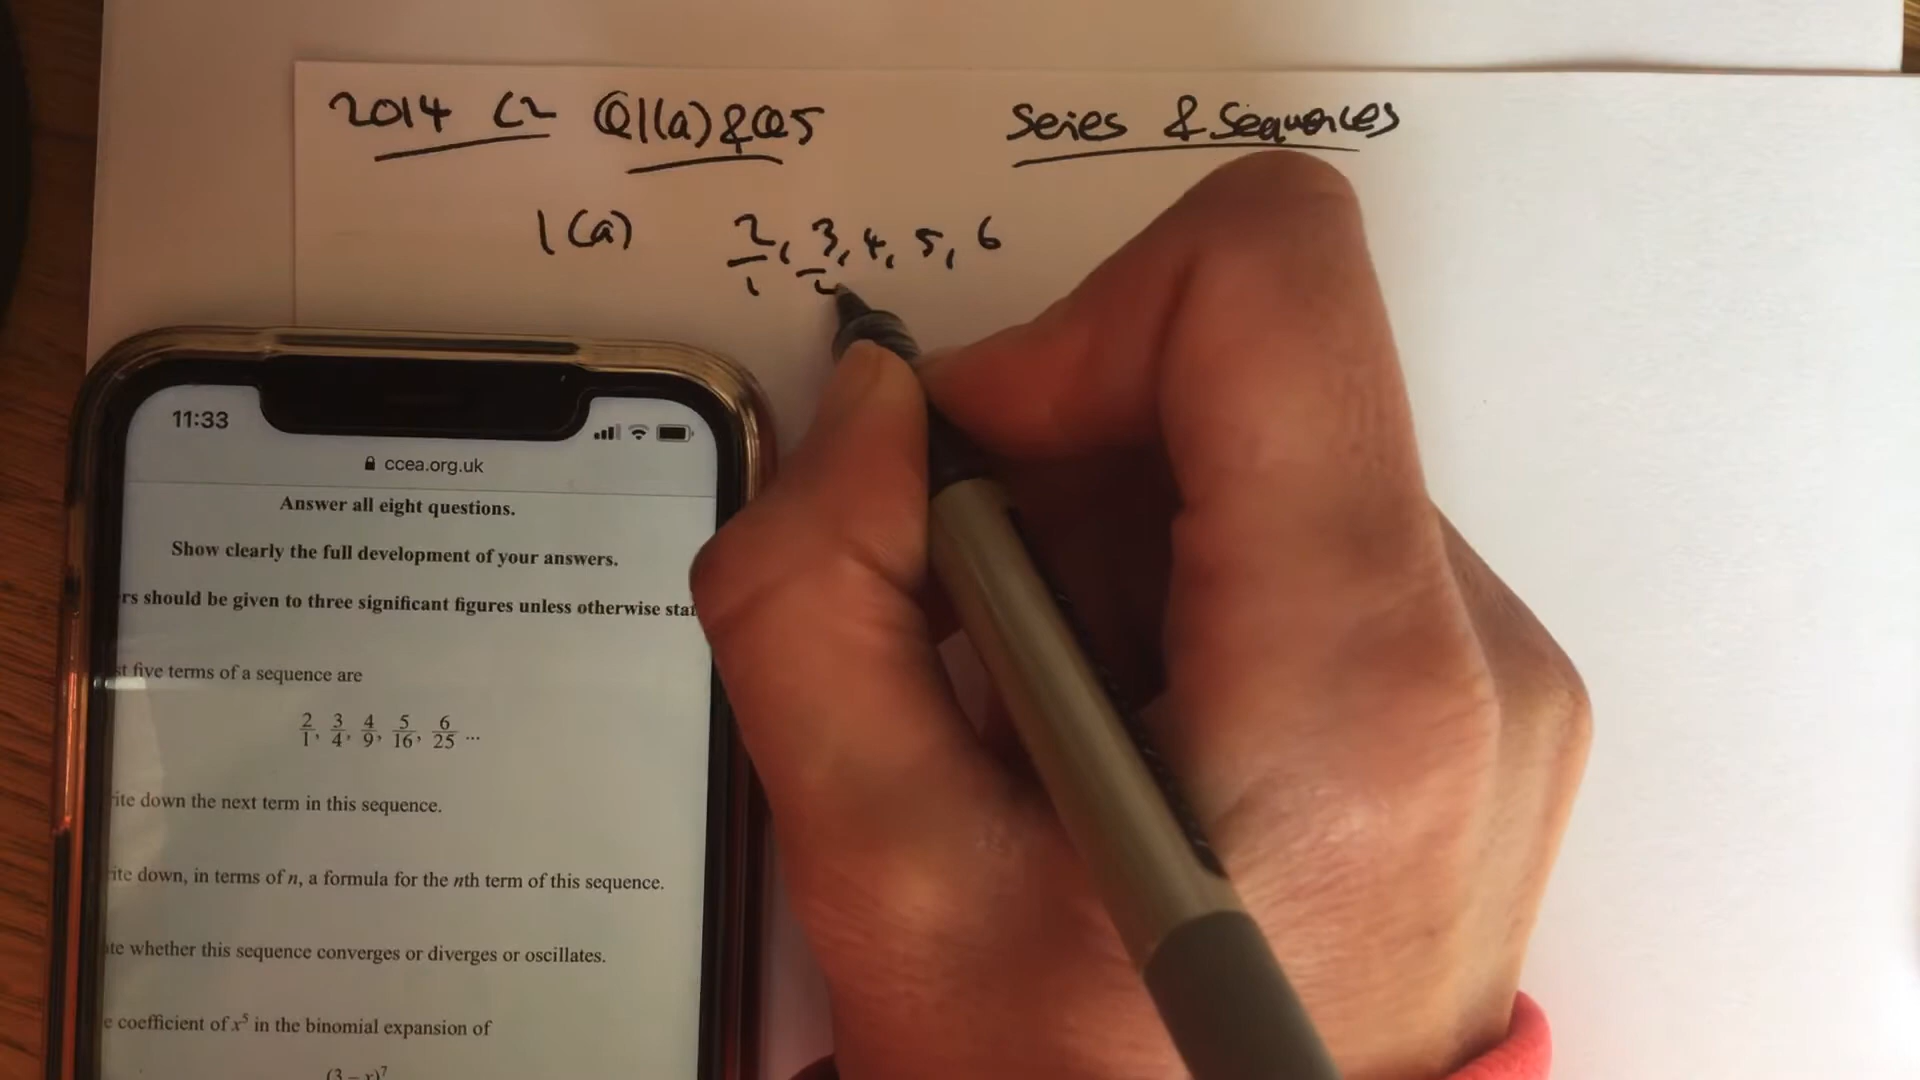 2014 C2 Q1(a) & Q5 Series & Sequences
1(a) 2/1, 3/4, 4, 5, 6
11:33
ccea.org.uk
Answer all eight questions.
Show clearly the full development of your answers.
rs should be given to three significant figures unless otherwise stat
st five terms of a sequence are
2/1, 3/4, 4/9, 5/16, 6/25 ...
ite down the next term in this sequence.
ite down, in terms of n, a formula for the nth term of this sequence.
te whether this sequence converges or diverges or oscillates.
e coefficient of x⁵ in the binomial expansion of
(3 – x)⁷